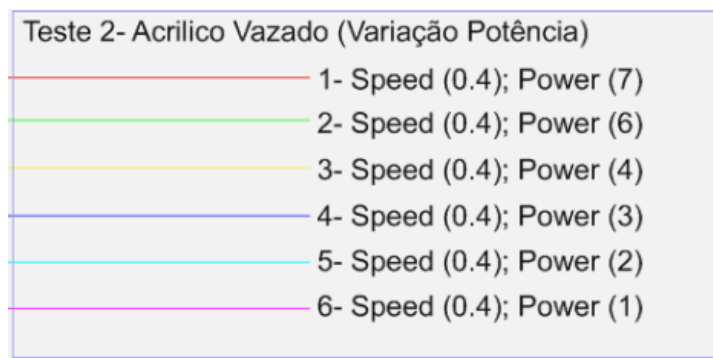 Teste 2- Acrilico Vazado (Variação Potência)
1- Speed (0.4); Power (7)
2- Speed (0.4); Power (6)
3- Speed (0.4); Power (4)
4- Speed (0.4); Power (3)
5- Speed (0.4); Power (2)
6- Speed (0.4); Power (1)